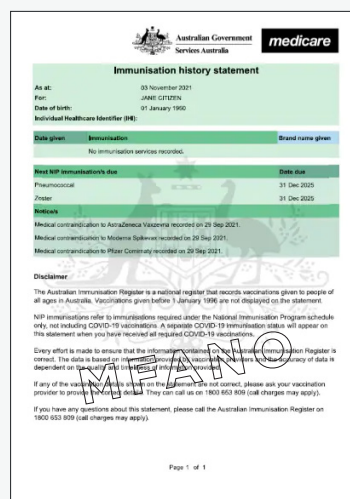 Australian Government
Services Australia
medicare
Immunisation history statement
As at: 03 November 2021
For: JANE CITIZEN
Date of birth: 01 January 1960
Individual Healthcare Identifier (IHI):
Date given Immunisation Brand name given
No immunisation services recorded.
Next NIP immunisation/s due Date due
Pneumococcal 31 Dec 2025
Zoster 31 Dec 2025
Notice/s
Medical contraindication to AstraZeneca Vaxzevria recorded on 29 Sep 2021.
Medical contraindication to Moderna Spikevax recorded on 29 Sep 2021.
Medical contraindication to Pfizer Comirnaty recorded on 29 Sep 2021.
Disclaimer
The Australian Immunisation Register is a national register that records vaccinations given to people of
all ages in Australia. Vaccinations given before 1 January 1996 are not displayed on the statement.
NIP immunisations refer to immunisations required under the National Immunisation Program schedule
only, not including COVID-19 vaccinations. A separate COVID-19 immunisation status will appear on
this statement when you have received all required COVID-19 vaccinations.
Every effort is made to ensure that the information contained on the Australian Immunisation Register is
correct. The data is based on information provided by vaccination providers and the accuracy of data is
dependent on the quality and timeliness of information provided.
If any of the vaccination details shown on the statement are not correct, please ask your vaccination
provider to provide the correct details. They can call us on 1800 653 809 (call charges may apply).
If you have any questions about this statement, please call the Australian Immunisation Register on
1800 653 809 (call charges may apply).
MFANO
Page 1 of 1